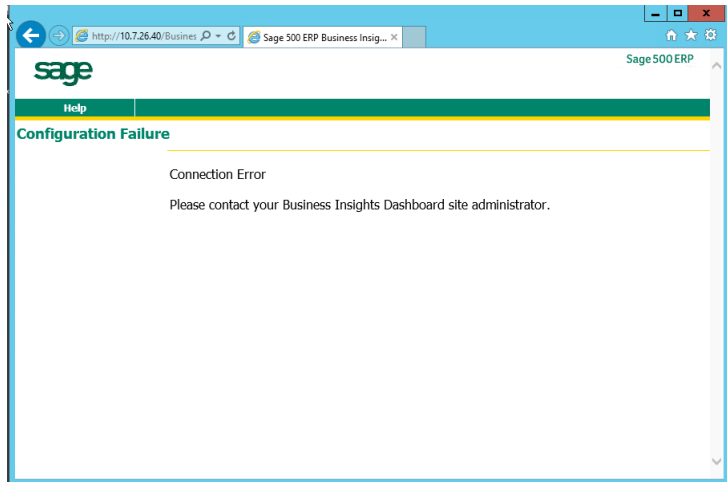 http://10.7.26.40/Busines
Sage 500 ERP Business Insig...
sage
Sage 500 ERP
Help
Configuration Failure
Connection Error
Please contact your Business Insights Dashboard site administrator.